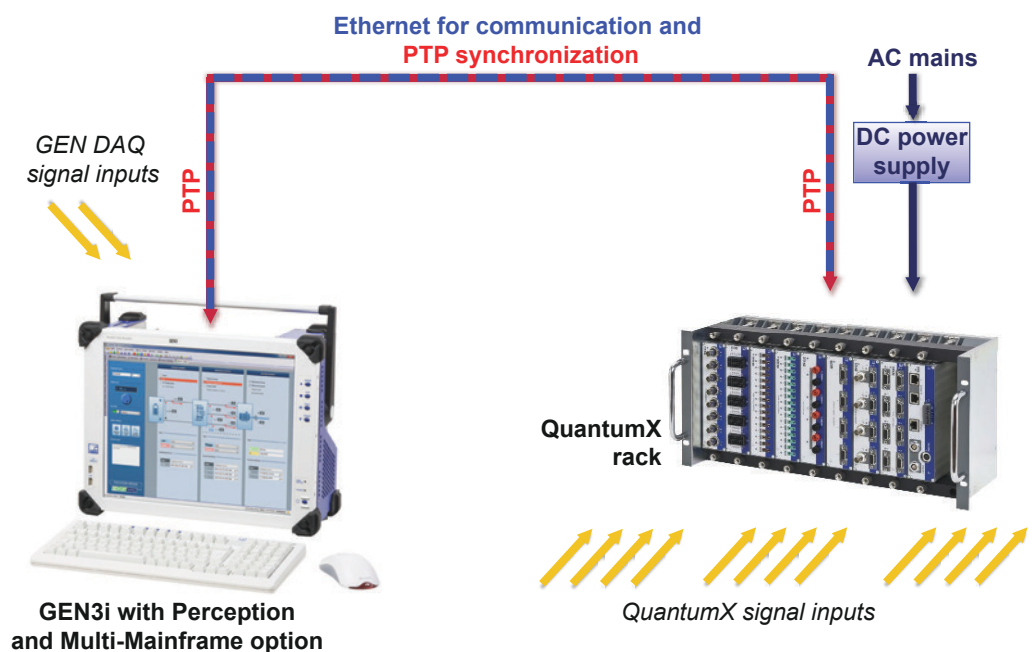 Ethernet for communication and
PTP synchronization
AC mains
DC power
supply
GEN DAQ
signal inputs
PTP
PTP
QuantumX
rack
GEN3i with Perception
and Multi-Mainframe option
QuantumX signal inputs